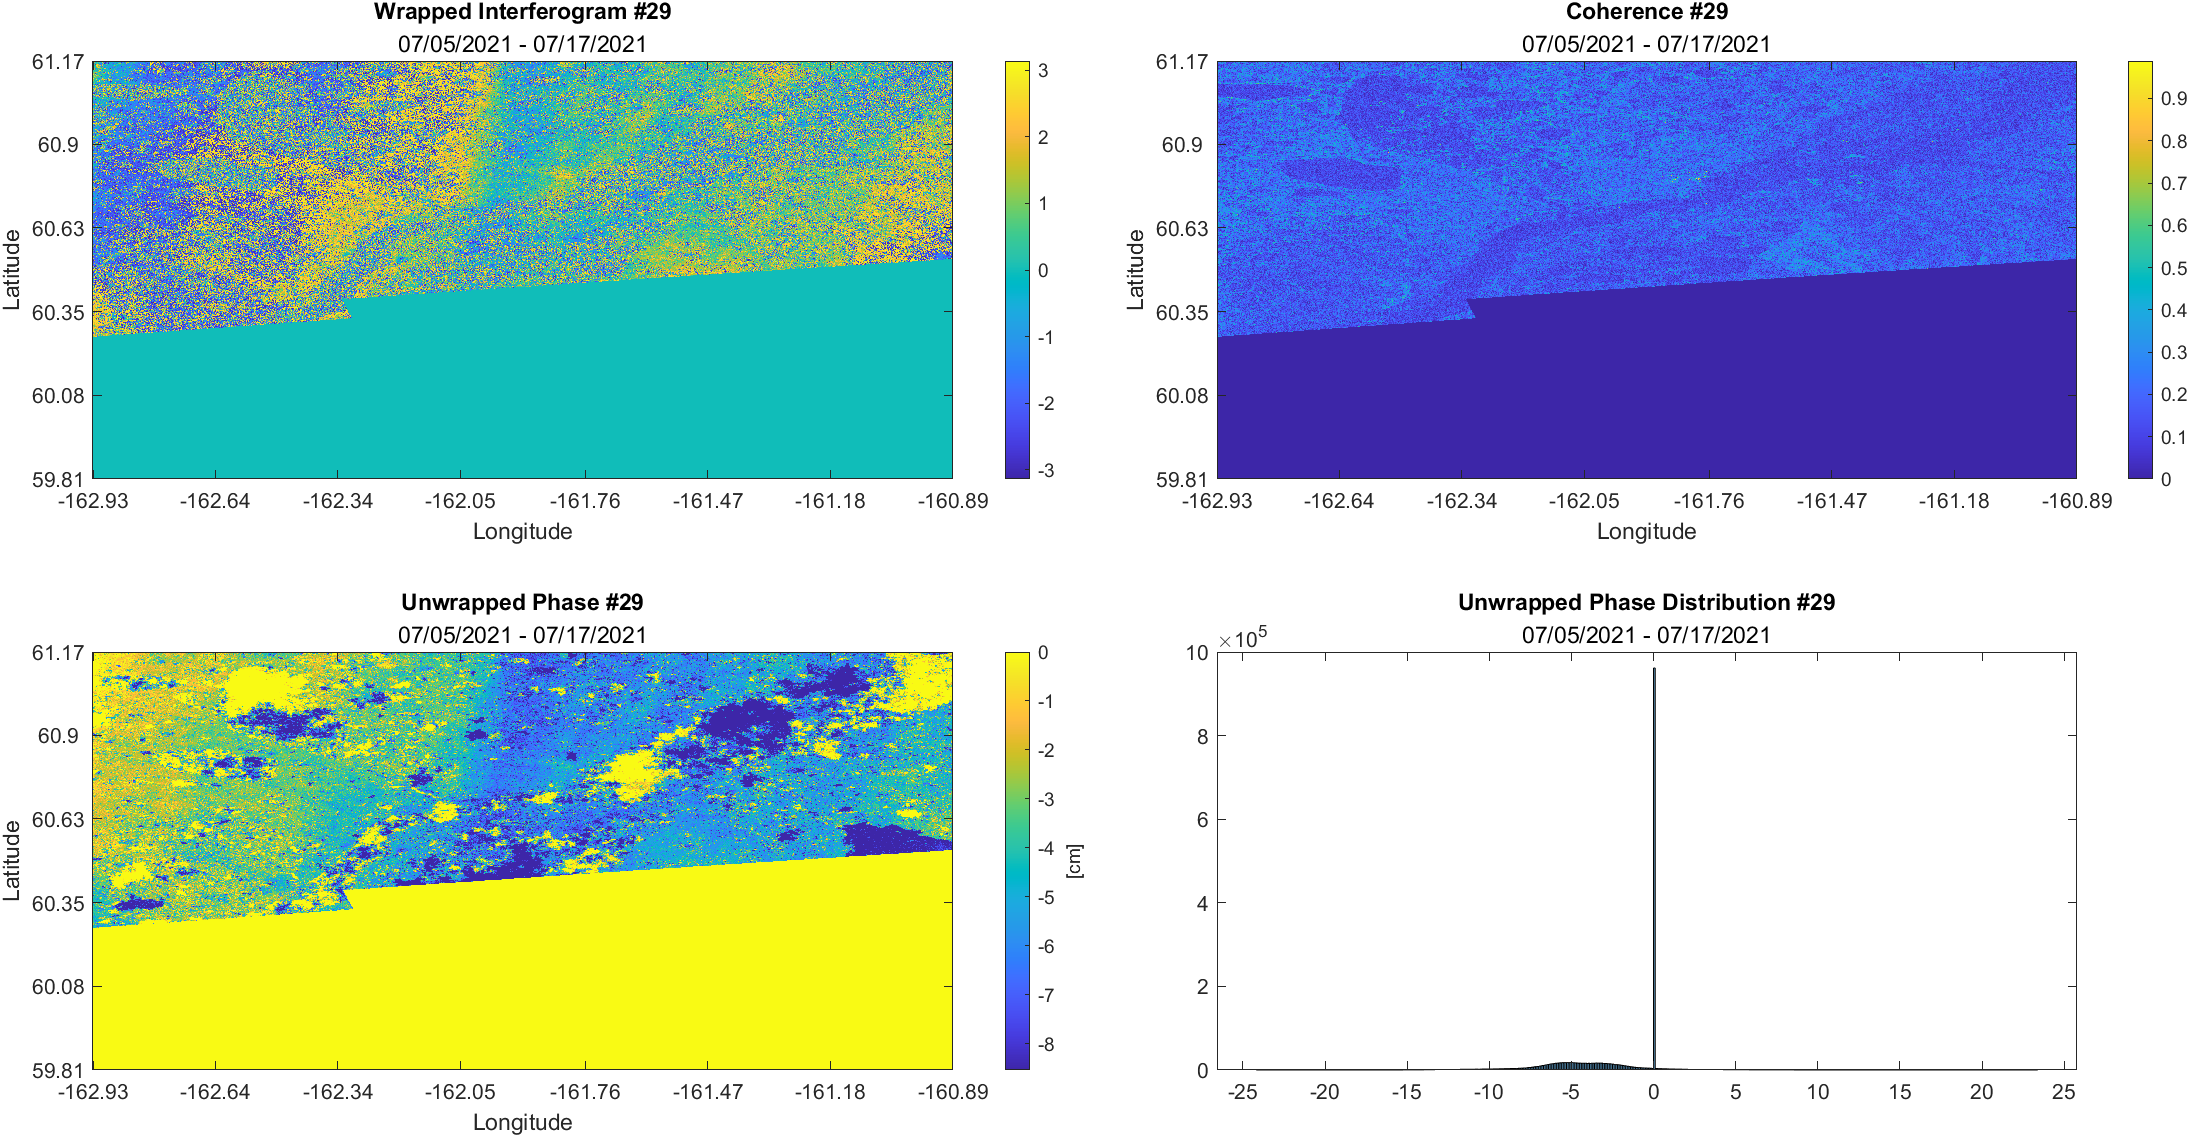 Wrapped Interferogram #29
07/05/2021 - 07/17/2021
61.17
60.9
60.63
60.35
60.08
59.81
Latitude
-162.93 -162.64 -162.34 -162.05 -161.76 -161.47 -161.18 -160.89
Longitude
3
2
1
0
-1
-2
-3
Coherence #29
07/05/2021 - 07/17/2021
61.17
60.9
60.63
60.35
60.08
59.81
Latitude
-162.93 -162.64 -162.34 -162.05 -161.76 -161.47 -161.18 -160.89
Longitude
0.9
0.8
0.7
0.6
0.5
0.4
0.3
0.2
0.1
0
Unwrapped Phase #29
07/05/2021 - 07/17/2021
61.17
60.9
60.63
60.35
60.08
59.81
Latitude
-162.93 -162.64 -162.34 -162.05 -161.76 -161.47 -161.18 -160.89
Longitude
0
-1
-2
-3
-4
-5
-6
-7
-8
[cm]
Unwrapped Phase Distribution #29
07/05/2021 - 07/17/2021
×10⁵
10
8
6
4
2
0
-25 -20 -15 -10 -5 0 5 10 15 20 25